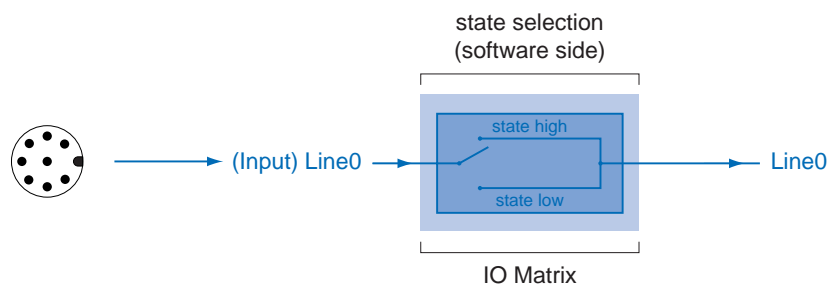 state selection
(software side)
state high
(Input) Line0
Line0
state low
IO Matrix